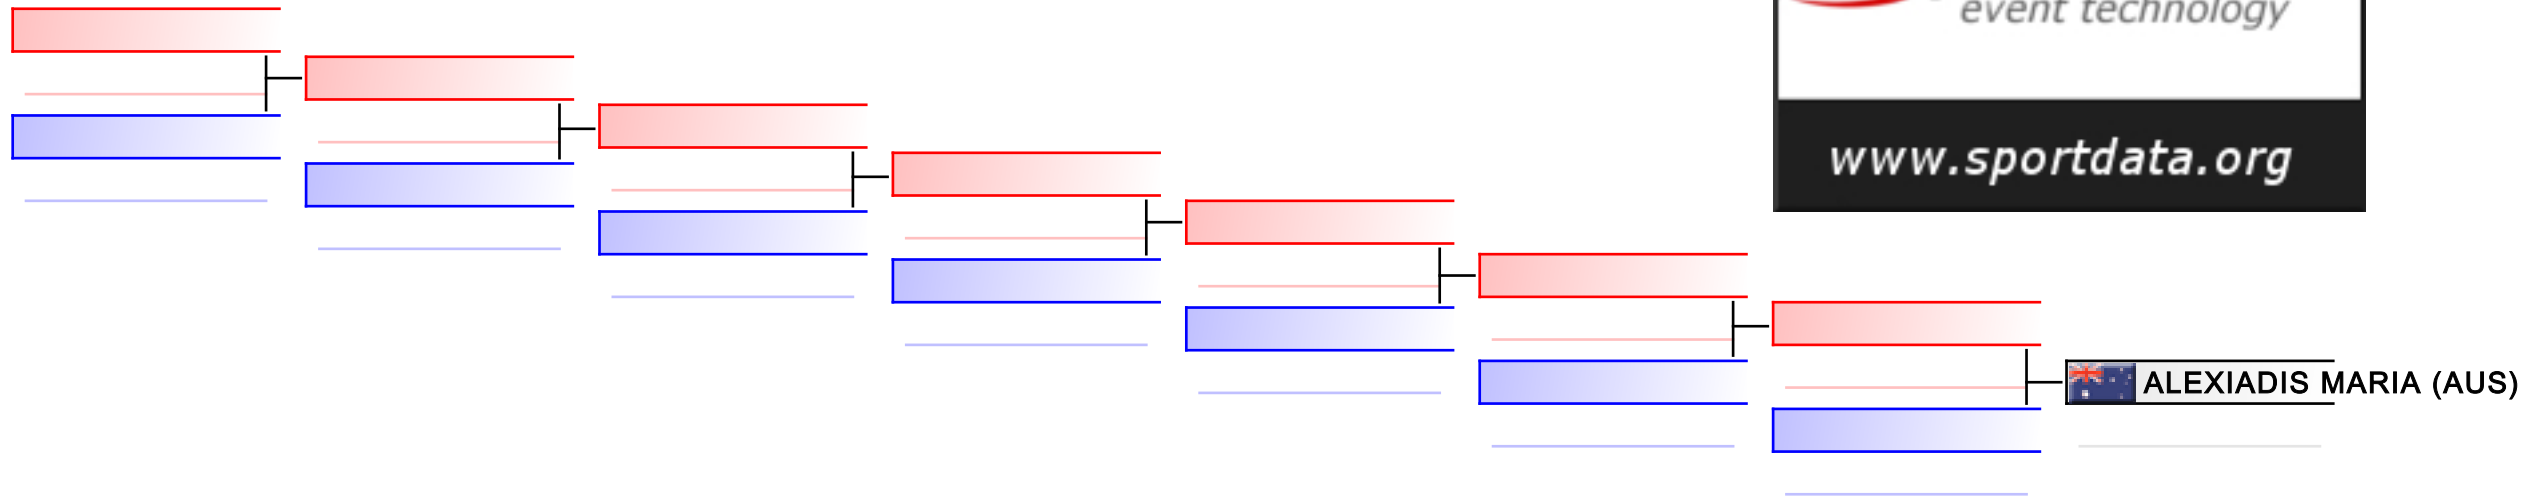 event technology
www.sportdata.org
ALEXIADIS MARIA (AUS)